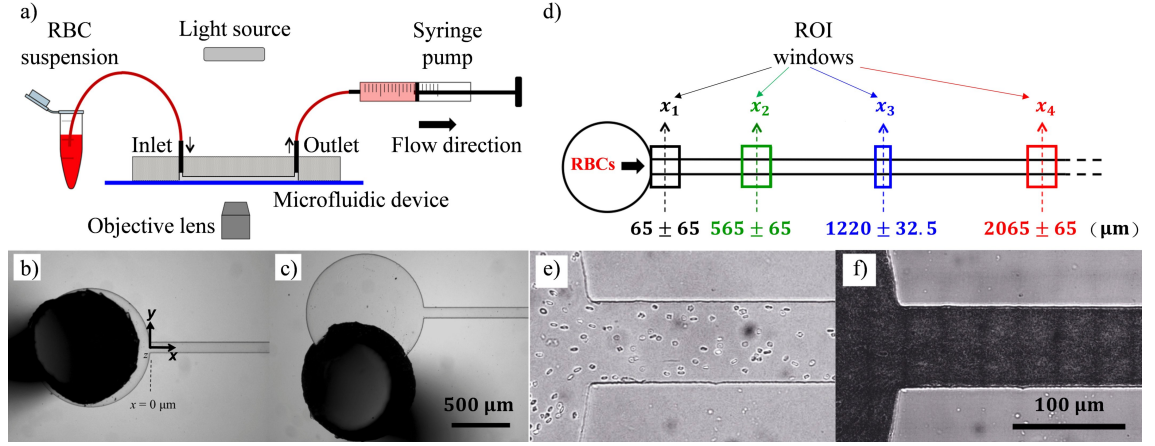 a)
RBC
suspension
Light source
Syringe
pump
Inlet
Outlet
Flow direction
Microfluidic device
Objective lens
d)
ROI
windows
x₁
x₂
x₃
x₄
RBCs
65 ± 65
565 ± 65
1220 ± 32.5
2065 ± 65
(μm)
b)
y
z
x
x = 0 μm
c)
500 μm
e)
f)
100 μm